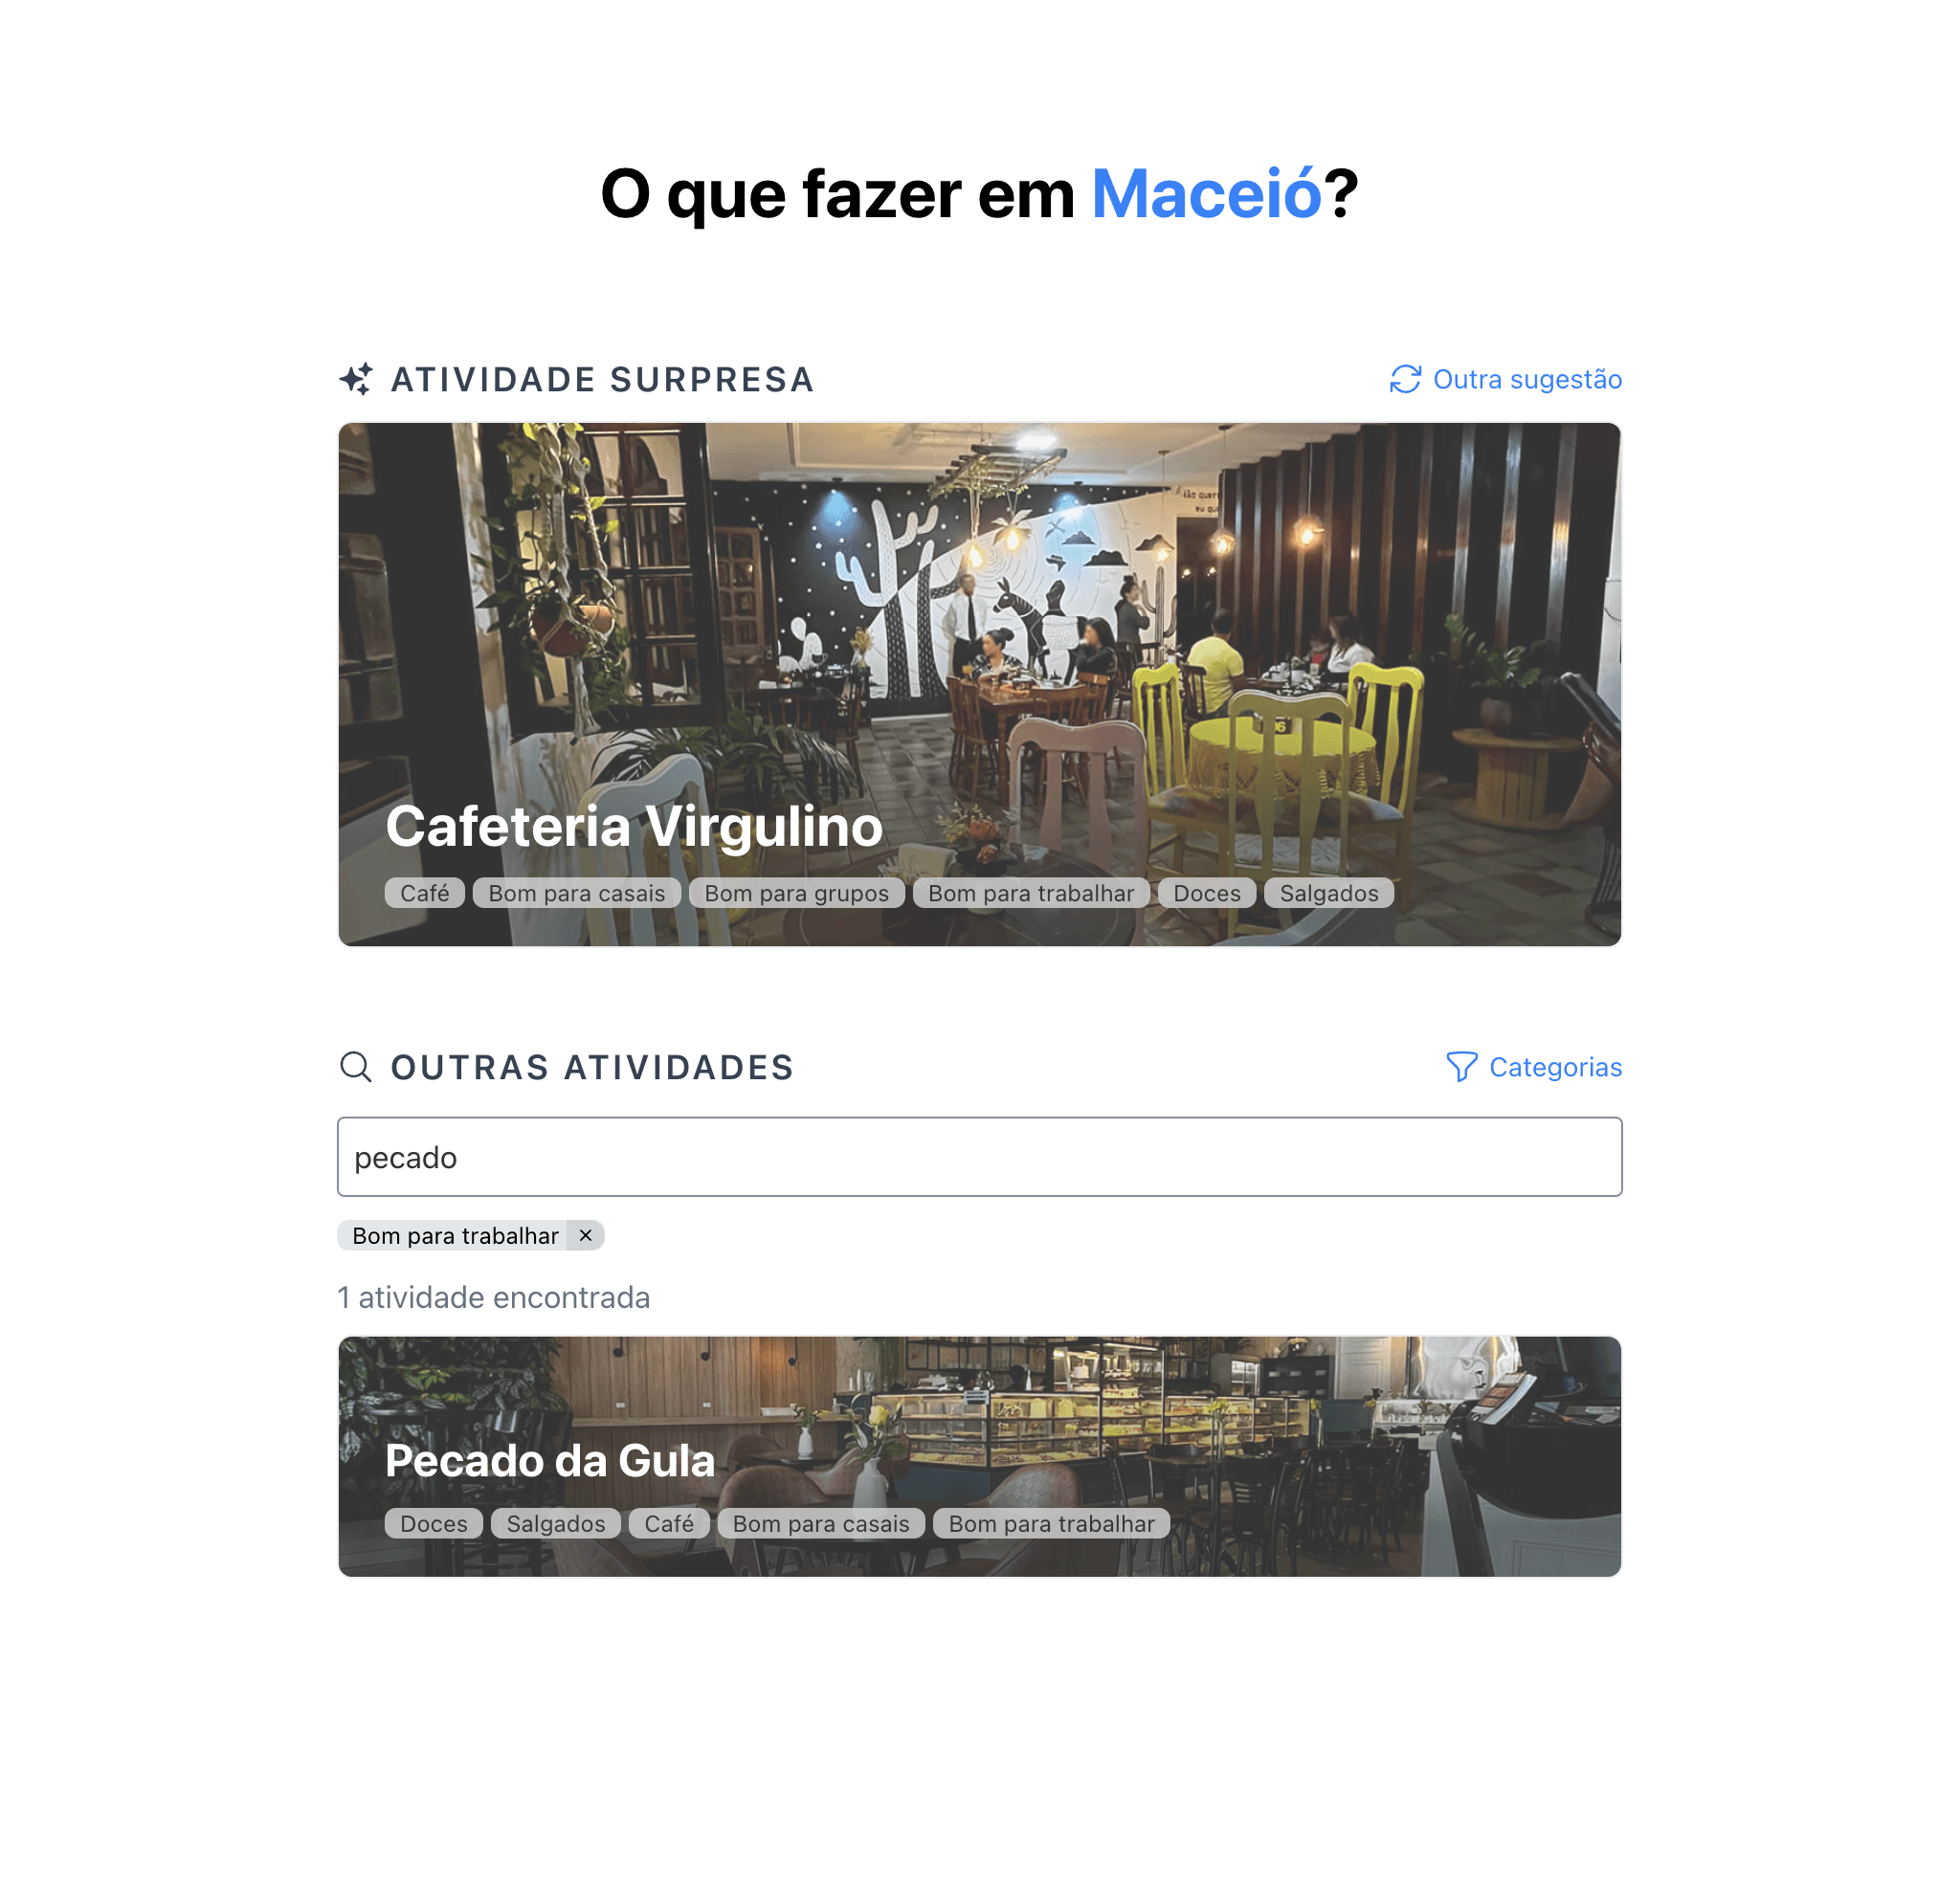 O que fazer em Maceió?
ATIVIDADE SURPRESA
Outra sugestão
Cafeteria Virgulino
Café Bom para casais Bom para grupos Bom para trabalhar Doces Salgados
OUTRAS ATIVIDADES
Categorias
pecado
Bom para trabalhar ×
1 atividade encontrada
Pecado da Gula
Doces Salgados Café Bom para casais Bom para trabalhar